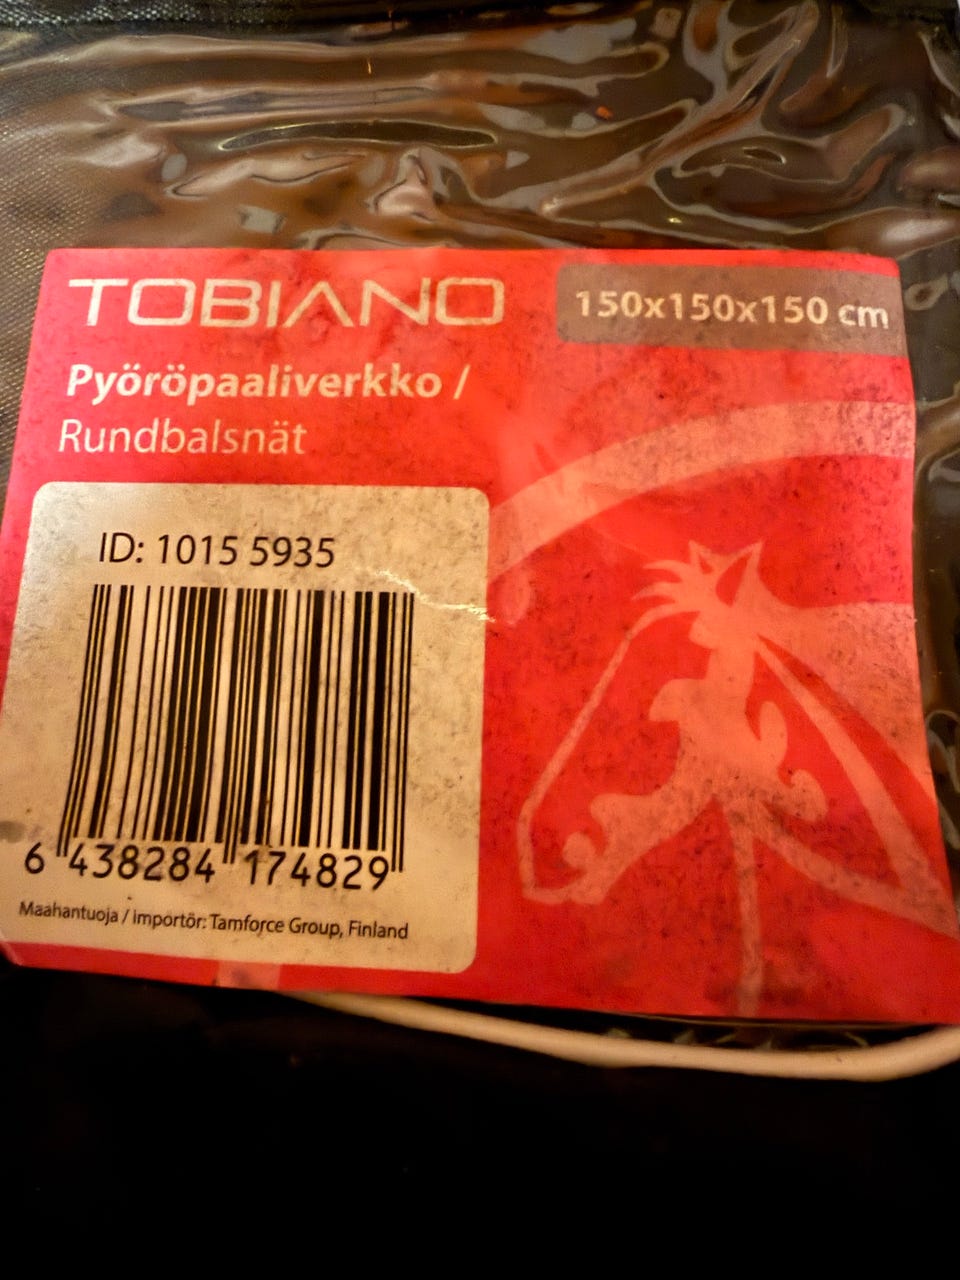 TOBIANO
150x150x150 cm
Pyöröpaaliverkko /
Rundbalsnät
ID: 1015 5935
6 438284 174829
Maahantuoja / importör: Tamforce Group, Finland